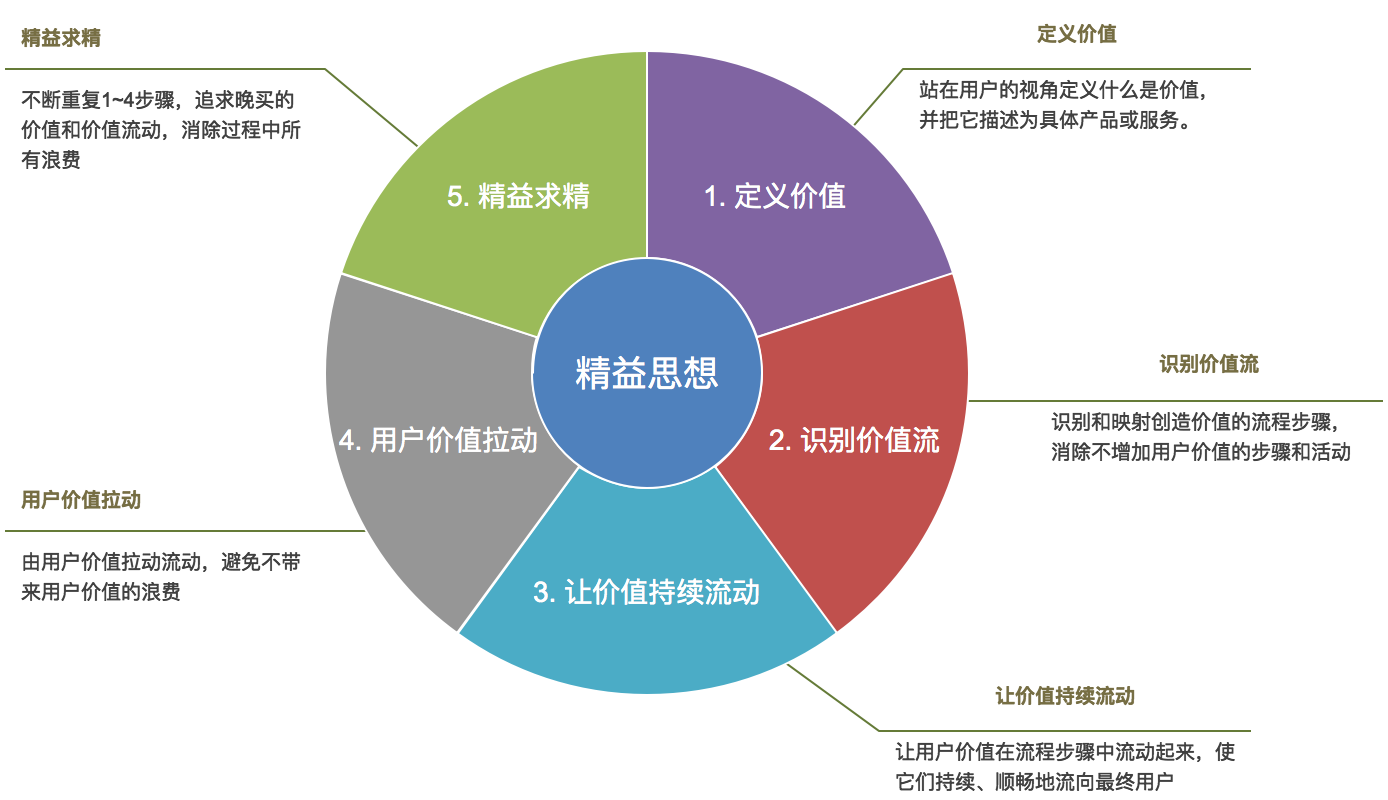 精益求精
不断重复1~4步骤，追求晚买的
价值和价值流动，消除过程中所
有浪费
定义价值
站在用户的视角定义什么是价值，
并把它描述为具体产品或服务。
5. 精益求精
1. 定义价值
精益思想
识别价值流
识别和映射创造价值的流程步骤，
消除不增加用户价值的步骤和活动
4. 用户价值拉动
2. 识别价值流
用户价值拉动
由用户价值拉动流动，避免不带
来用户价值的浪费
3. 让价值持续流动
让价值持续流动
让用户价值在流程步骤中流动起来，使
它们持续、顺畅地流向最终用户